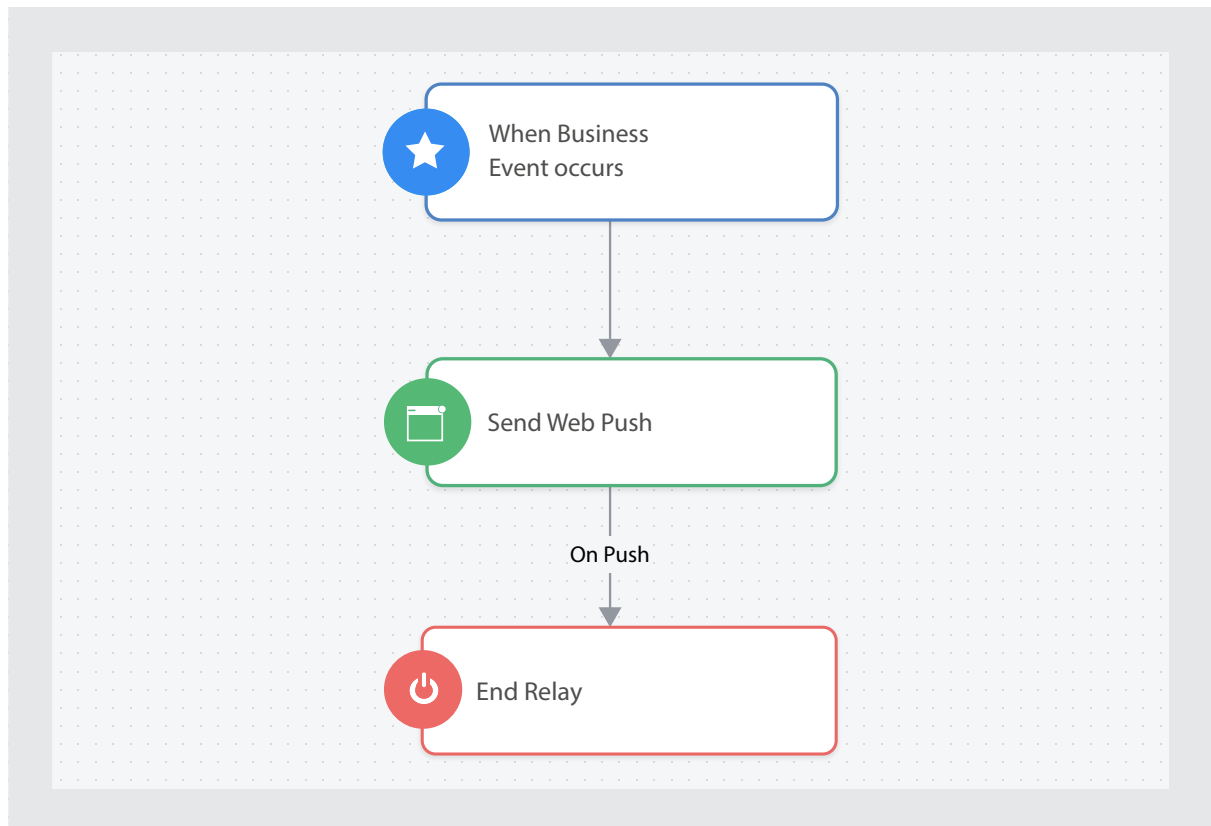 When Business
Event occurs
Send Web Push
On Push
End Relay